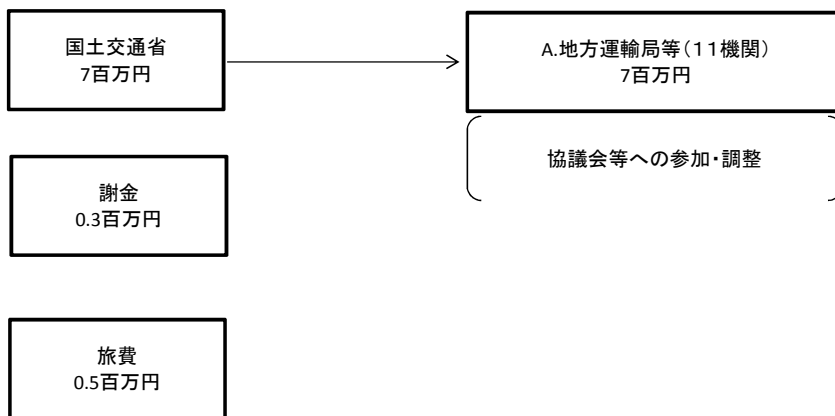 国土交通省
7百万円
A.地方運輸局等（１１機関）
7百万円
協議会等への参加・調整
謝金
0.3百万円
旅費
0.5百万円